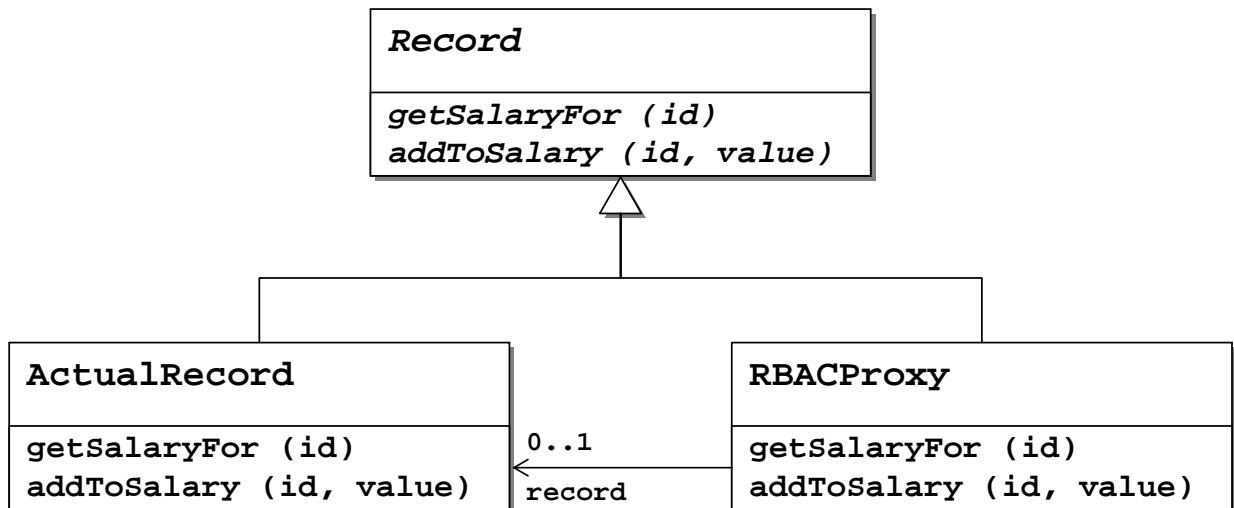 Record
getSalaryFor (id)
addToSalary (id, value)
ActualRecord
getSalaryFor (id)
addToSalary (id, value)
0..1
record
RBACProxy
getSalaryFor (id)
addToSalary (id, value)